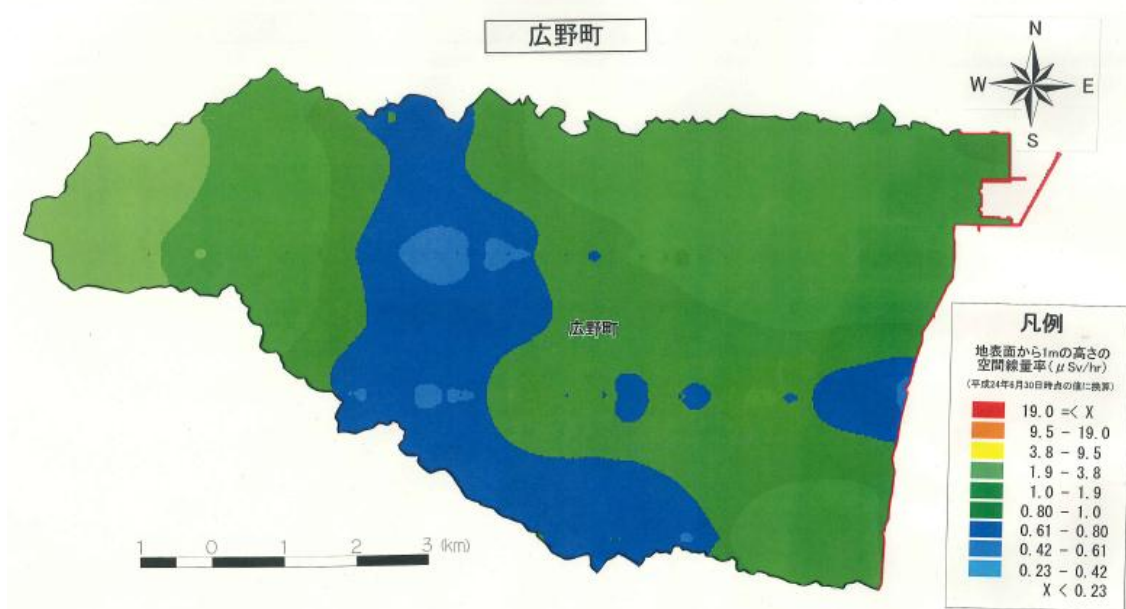 広野町
N
W
E
S
広野町
凡例
地表面から1mの高さの
空間線量率(μSv/hr)
(平成24年6月30日時点の値に換算)
19.0 =< X
9.5 - 19.0
3.8 - 9.5
1.9 - 3.8
1.0 - 1.9
0.80 - 1.0
0.61 - 0.80
0.42 - 0.61
0.23 - 0.42
X < 0.23
1 0 1 2 3 (km)